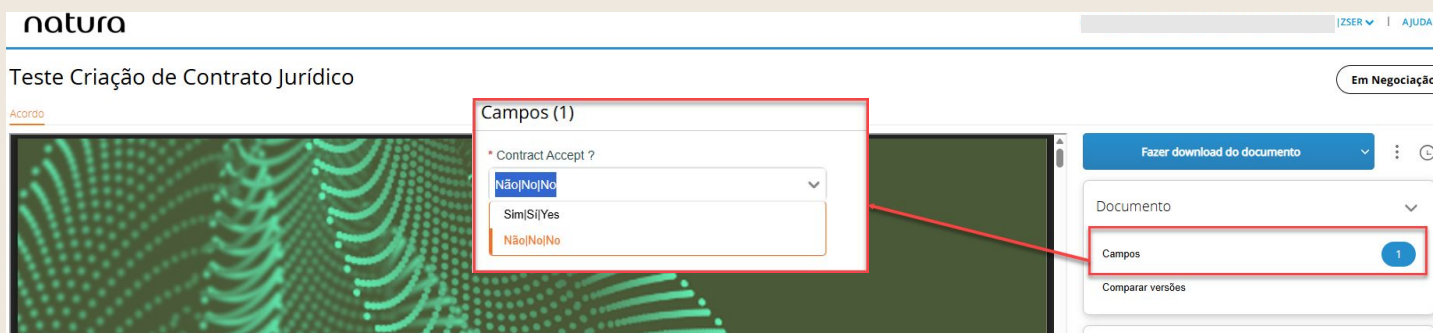 natura
|ZSER | AJUDA
Teste Criação de Contrato Jurídico
Em Negociação
Acordo
Campos (1)
* Contract Accept ?
Não|No|No
Sim|Sí|Yes
Não|No|No
Fazer download do documento
Documento
Campos 1
Comparar versões